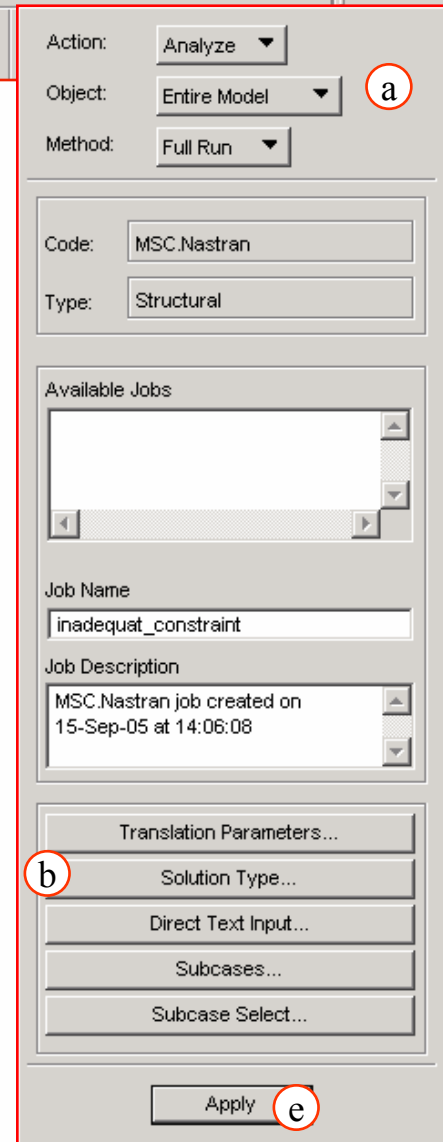 Action: Analyze
Object: Entire Model
a
Method: Full Run
Code: MSC.Nastran
Type: Structural
Available Jobs
Job Name
inadequat_constraint
Job Description
MSC.Nastran job created on
15-Sep-05 at 14:06:08
Translation Parameters...
b
Solution Type...
Direct Text Input...
Subcases...
Subcase Select...
Apply
e